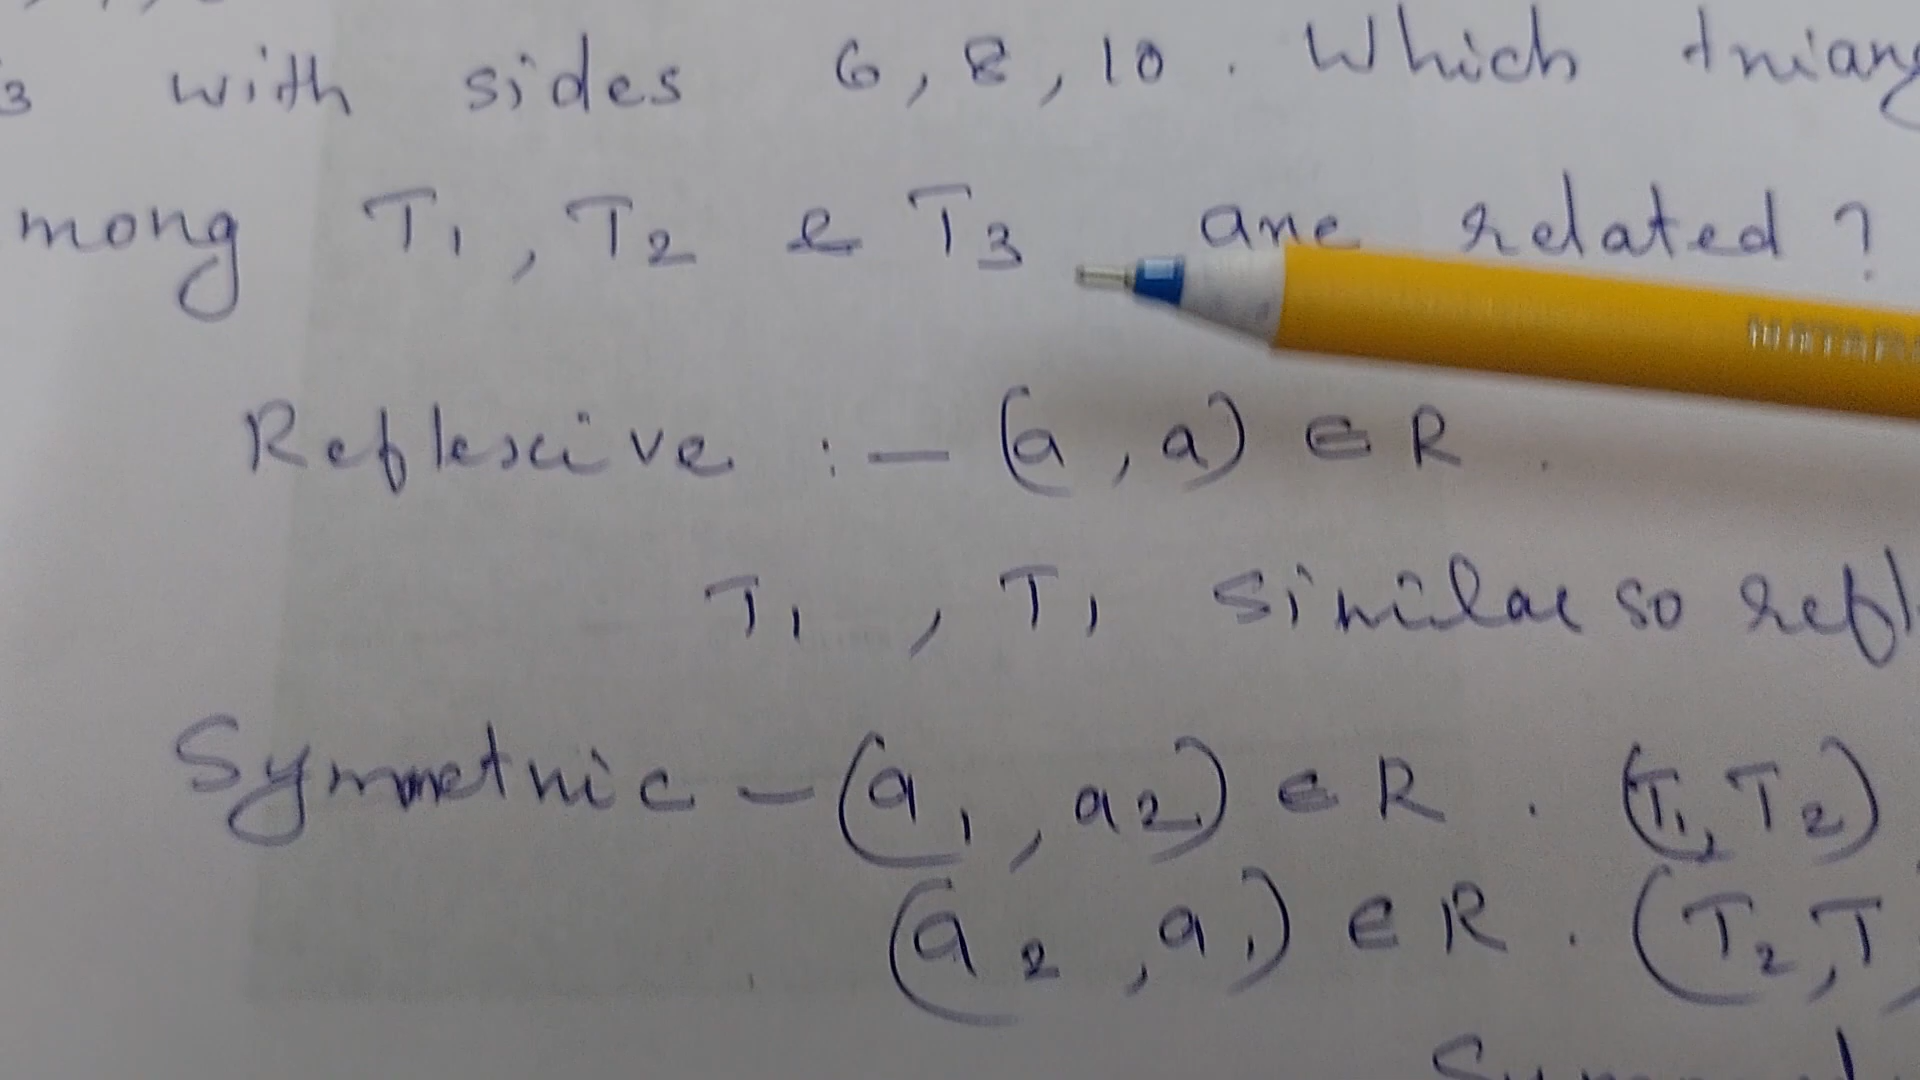 3 with sides 6, 8, 10. Which triang
mong T1, T2 & T3 are related?
Reflexive :- (a, a) ∈ R.
T1, T1 similar so refl
Symmetric - (a1, a2) ∈ R. (T1, T2)
(a2, a1) ∈ R. (T2, T